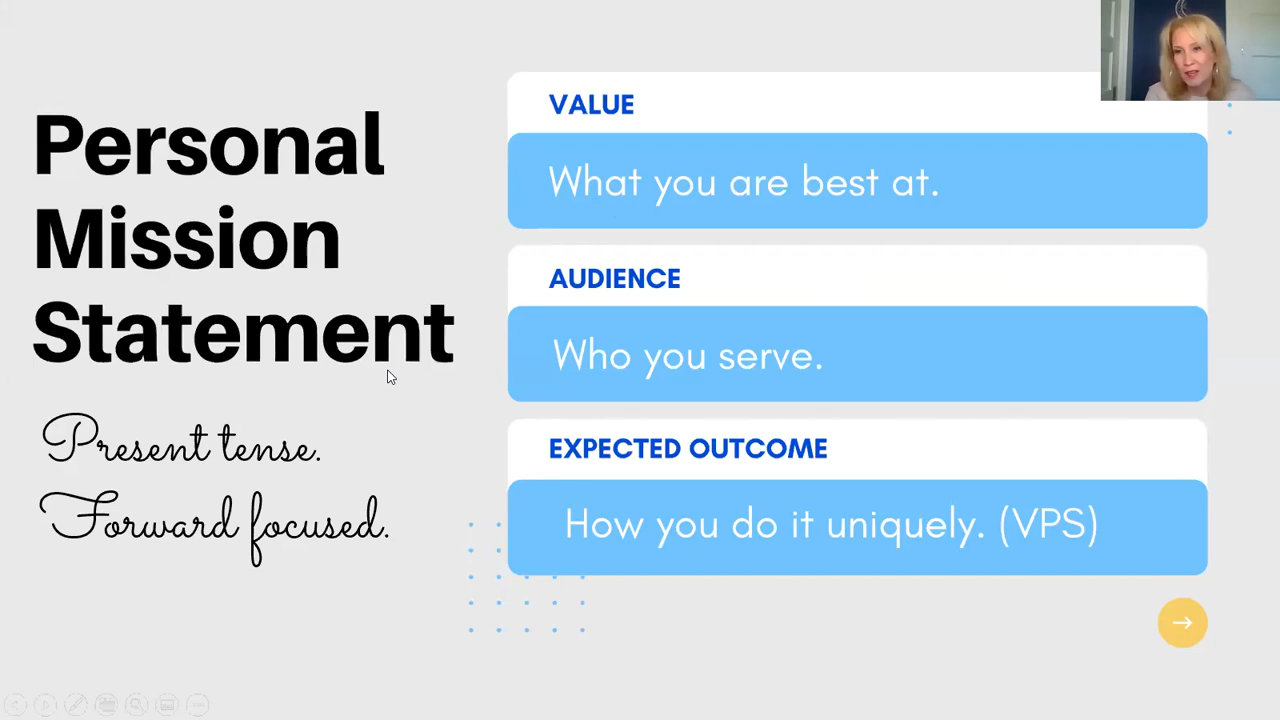 Personal
Mission
Statement
Present tense.
Forward focused.
VALUE
What you are best at.
AUDIENCE
Who you serve.
EXPECTED OUTCOME
How you do it uniquely. (VPS)